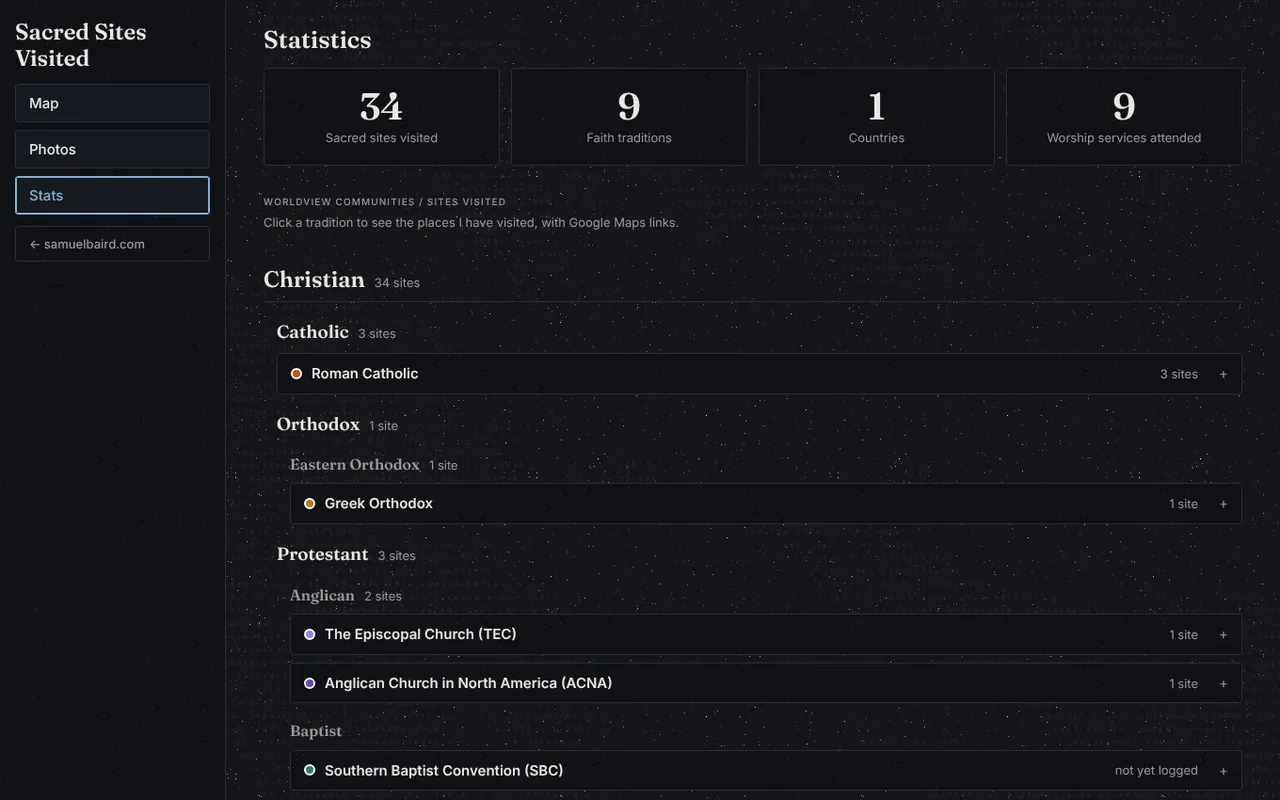 Sacred Sites
Visited
Map
Photos
Stats
← samuelbaird.com
Statistics
34
Sacred sites visited
9
Faith traditions
1
Countries
9
Worship services attended
WORLDVIEW COMMUNITIES / SITES VISITED
Click a tradition to see the places I have visited, with Google Maps links.
Christian 34 sites
Catholic 3 sites
Roman Catholic 3 sites +
Orthodox 1 site
Eastern Orthodox 1 site
Greek Orthodox 1 site +
Protestant 3 sites
Anglican 2 sites
The Episcopal Church (TEC) 1 site +
Anglican Church in North America (ACNA) 1 site +
Baptist
Southern Baptist Convention (SBC) not yet logged +